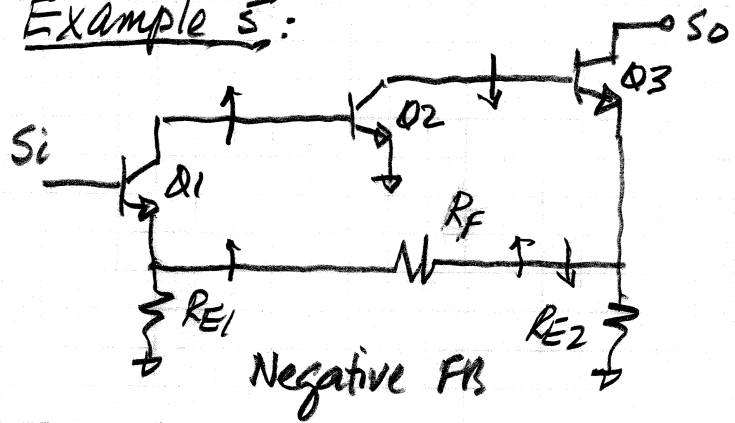 Example 5:
So
Q3
Q2
Si
Q1
RF
RE1
RE2
Negative FB